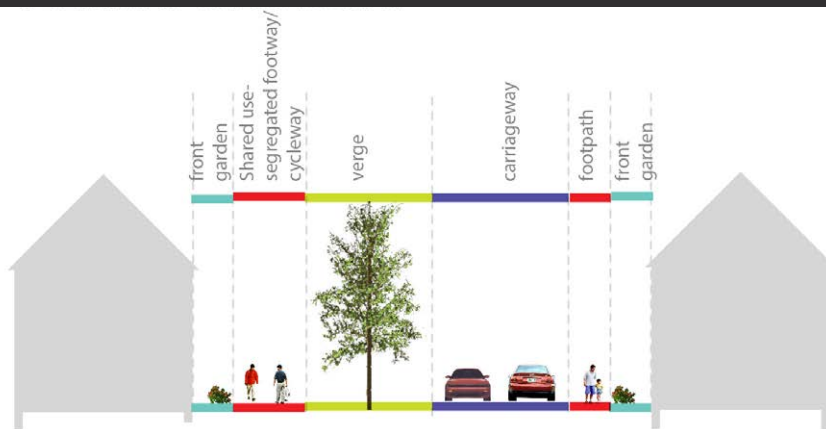 front
garden
Shared use-
segregated footway/
cycleway
verge
carriageway
footpath
front
garden